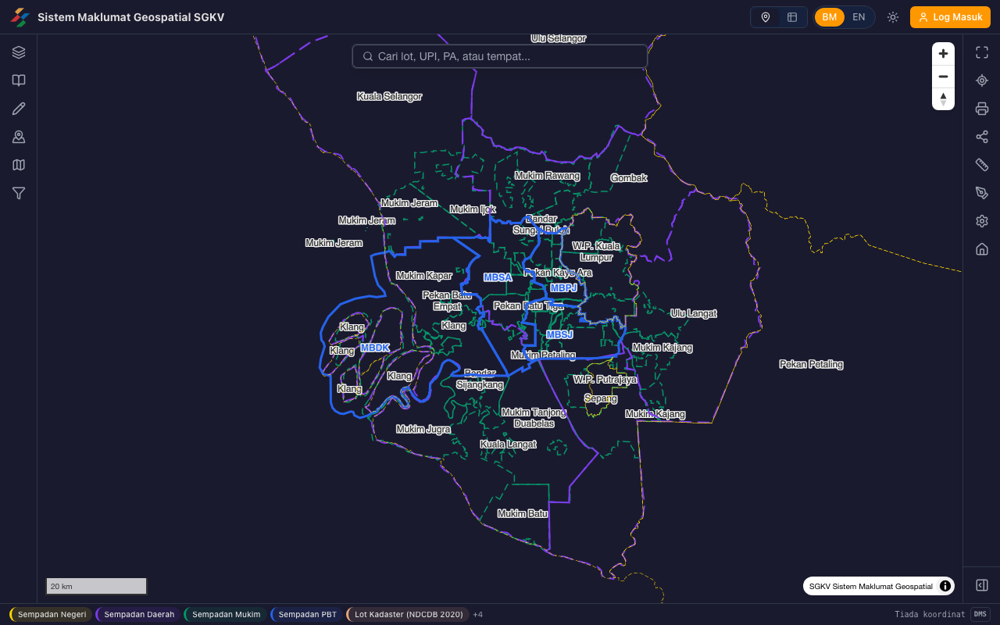 Sistem Maklumat Geospatial SGKV
BM
EN
Log Masuk
Ulu Selangor
Cari lot, UPI, PA, atau tempat...
Kuala Selangor
Mukim Rawang
Gombak
Mukim Jeram
Mukim Ijok
Mukim Jeram
Bandar
Sungai Buloh
Mukim Jeram
W.P. Kuala
Lumpur
Mukim Kapar
MBSA
Pekan Kayu Ara
MBPJ
Pekan Batu
Empat
Pekan Batu Tiga
Ulu Langat
Klang
Klang
MBSJ
Klang
MBDK
Mukim Kajang
Mukim Petaling
Pekan Petaling
Klang
Bandar
Sijangkang
W.P. Putrajaya
Klang
Sepang
Mukim Tanjong
Duabelas
Mukim Kajang
Mukim Jugra
Kuala Langat
Mukim Batu
20 km
SGKV Sistem Maklumat Geospatial
Sempadan Negeri
Sempadan Daerah
Sempadan Mukim
Sempadan PBT
Lot Kadaster (NDCDB 2020)
+4
Tiada koordinat
DMS